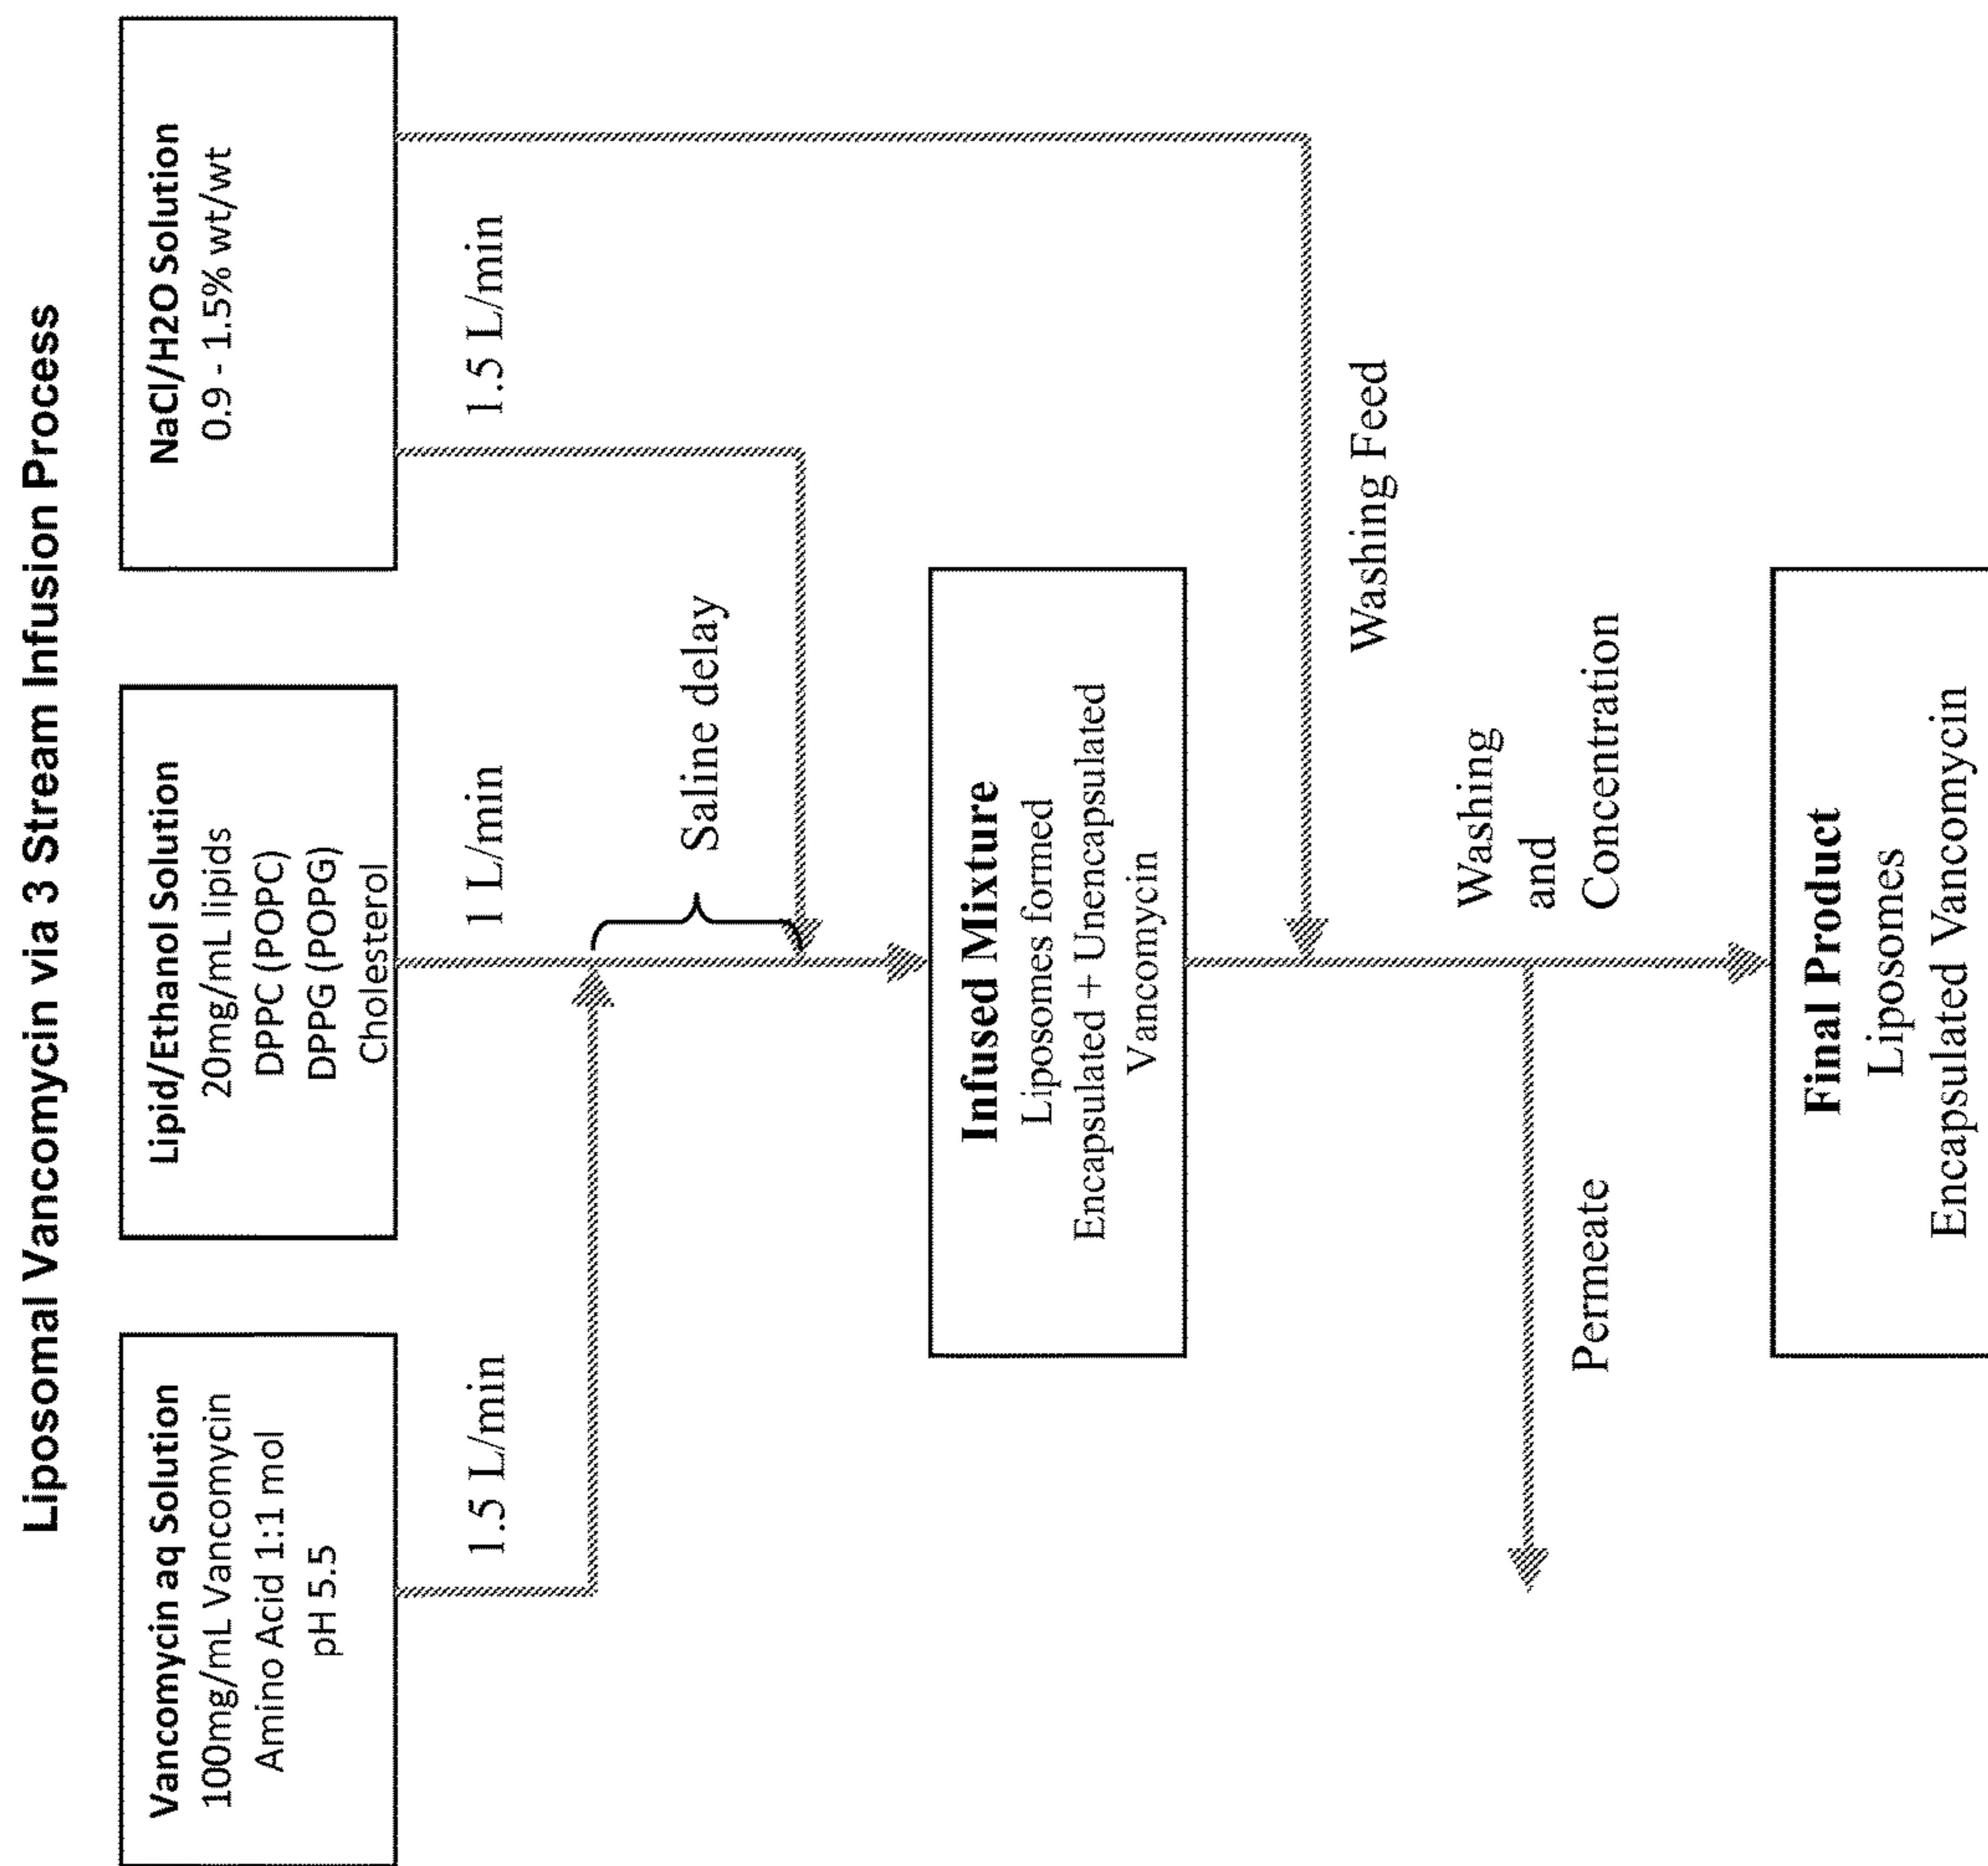 Liposomal Vancomycin via 3 Stream Infusion Process
Vancomycin aq Solution
100mg/mL Vancomycin
Amino Acid 1:1 mol
pH 5.5
Lipid/Ethanol Solution
20mg/mL lipids
DPPC (POPC)
DPPG (POPG)
Cholesterol
NaCl/H2O Solution
0.9 - 1.5% wt/wt
1.5 L/min
1 L/min
1.5 L/min
Saline delay
Infused Mixture
Liposomes formed
Encapsulated + Unencapsulated
Vancomycin
Washing Feed
Washing
and
Concentration
Permeate
Final Product
Liposomes
Encapsulated Vancomycin